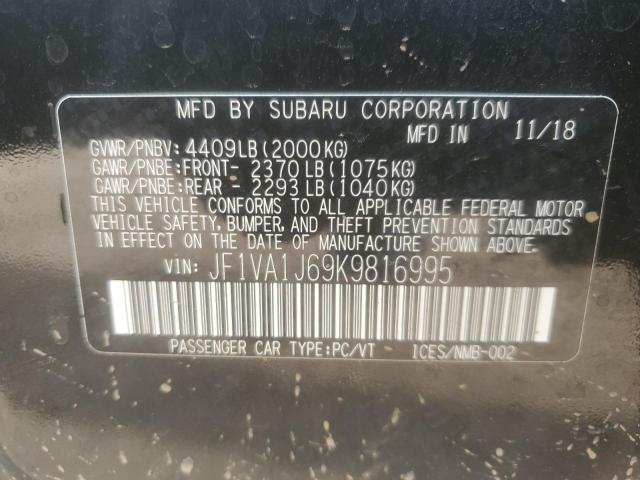 MFD BY SUBARU CORPORATION
MFD IN 11/18
GVWR/PNBV: 4409LB(2000KG)
GAWR/PNBE:FRONT- 2370LB(1075KG)
GAWR/PNBE:REAR - 2293LB(1040KG)
THIS VEHICLE CONFORMS TO ALL APPLICABLE FEDERAL MOTOR
VEHICLE SAFETY, BUMPER, AND THEFT PREVENTION STANDARDS
IN EFFECT ON THE DATE OF MANUFACTURE SHOWN ABOVE.
VIN: JF1VA1J69K9816995
PASSENGER CAR TYPE:PC/VT ICES/NMB-002